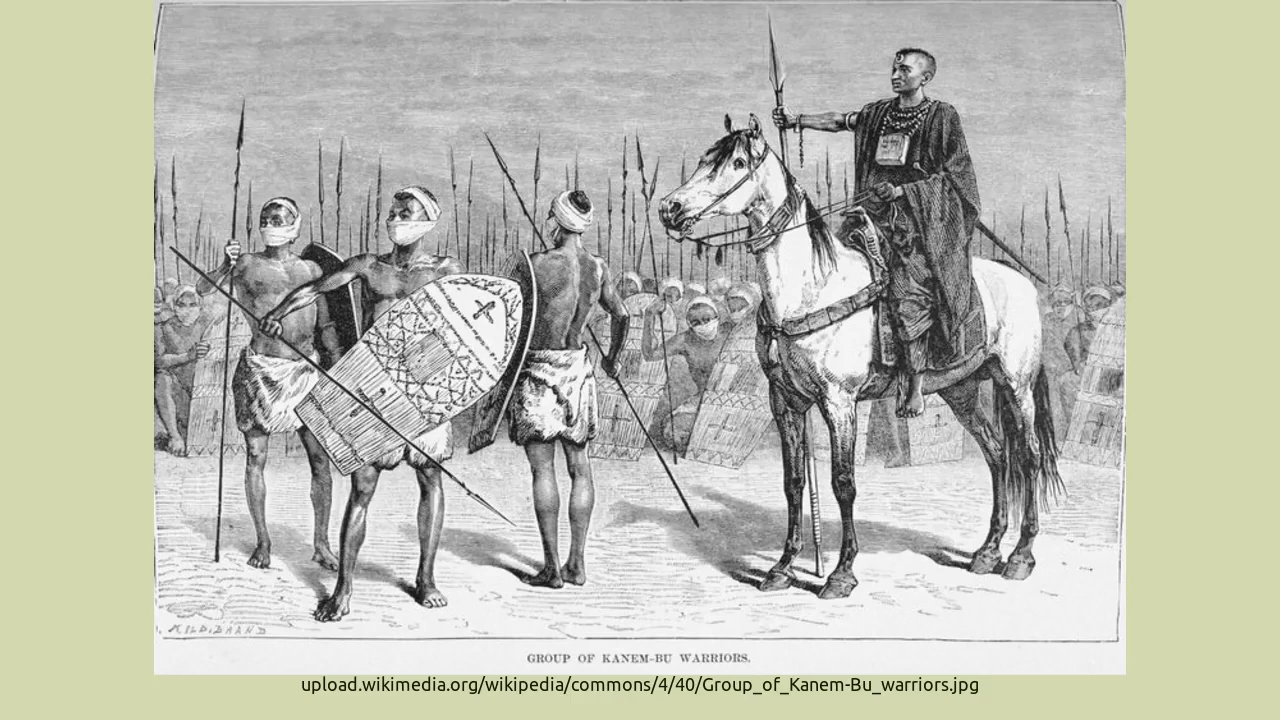 GROUP OF KANEM-BU WARRIORS.
upload.wikimedia.org/wikipedia/commons/4/40/Group_of_Kanem-Bu_warriors.jpg